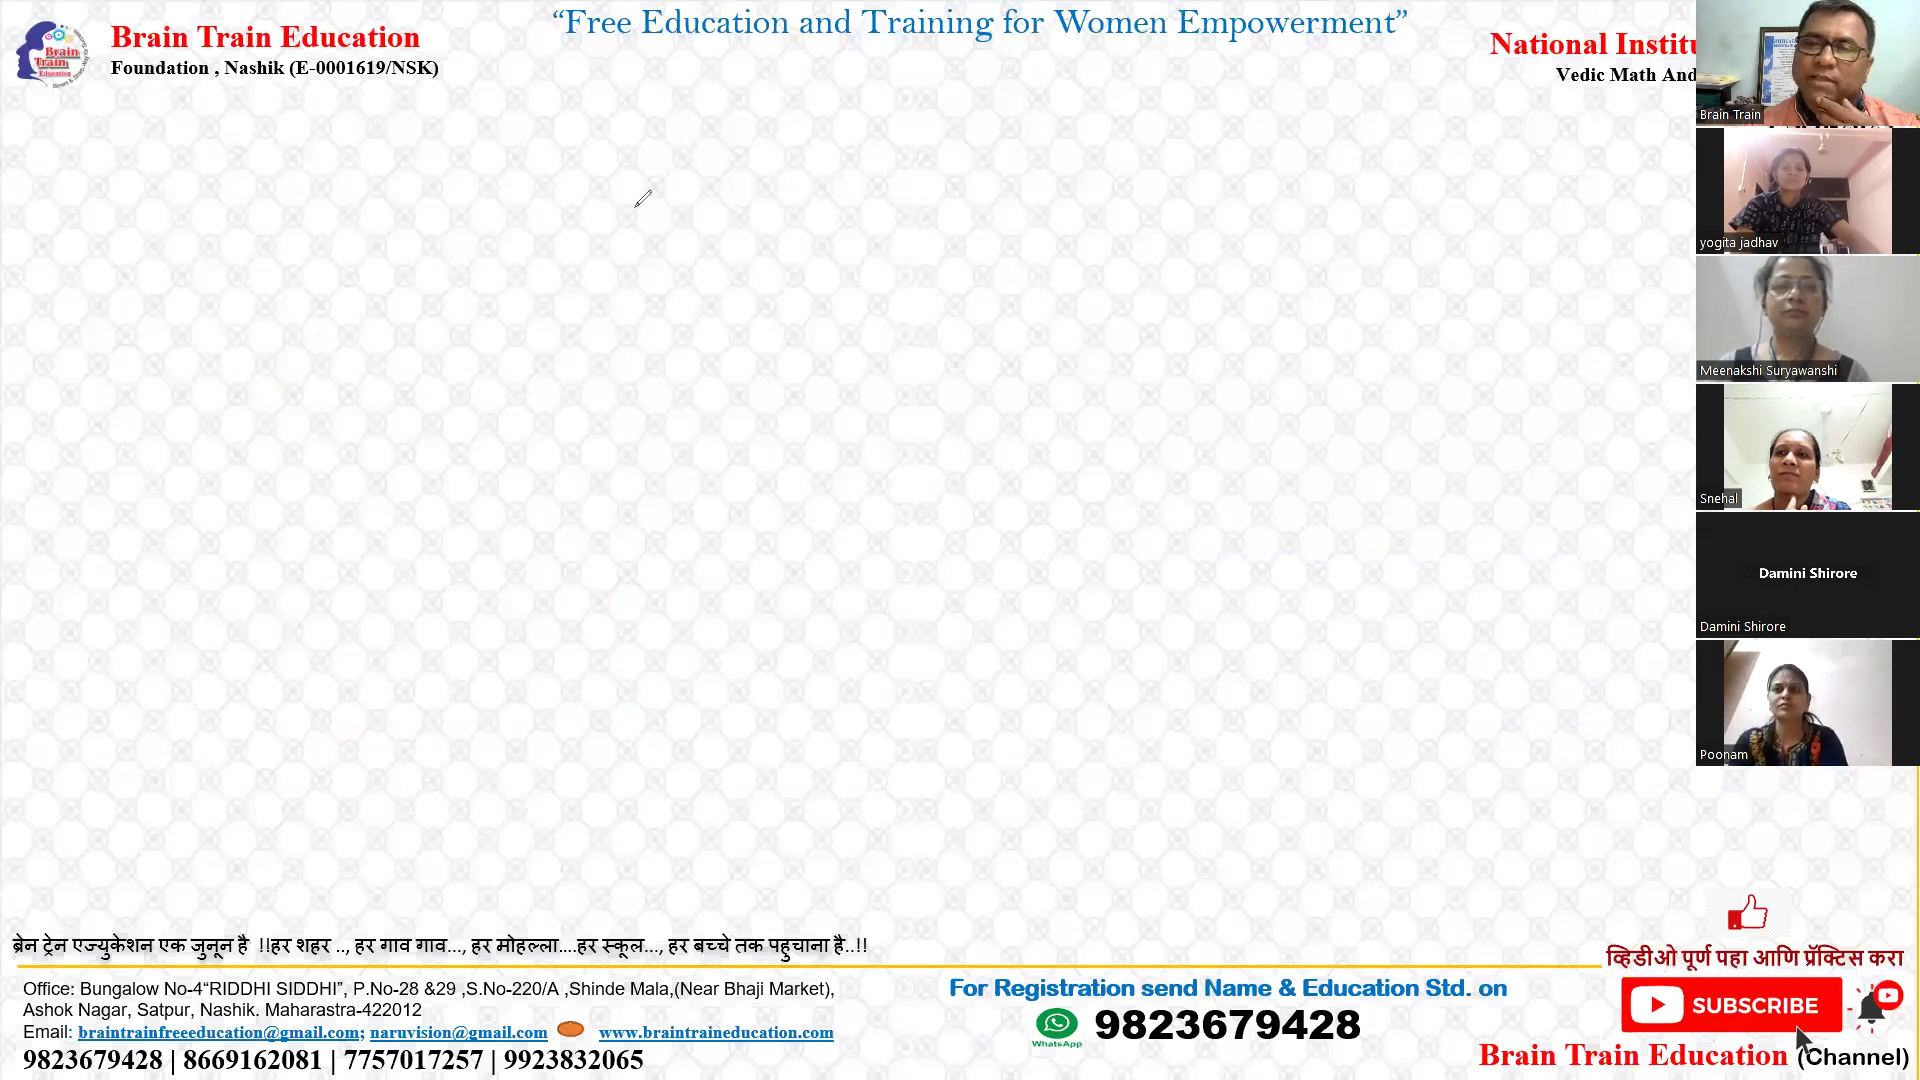 “Free Education and Training for Women Empowerment”
Brain Train Education
Foundation , Nashik (E-0001619/NSK)
Brain
Train
Education
National Institu
Vedic Math And
Brain Train
yogita jadhav
Meenakshi Suryawanshi
Snehal
Damini Shirore
Damini Shirore
Poonam
ब्रेन ट्रेन एज्युकेशन एक जुनून है !!हर शहर .., हर गाव गाव..., हर मोहल्ला....हर स्कूल..., हर बच्चे तक पहुचाना है..!!
व्हिडीओ पूर्ण पहा आणि प्रॅक्टिस करा
Office: Bungalow No-4“RIDDHI SIDDHI”, P.No-28 &29 ,S.No-220/A ,Shinde Mala,(Near Bhaji Market),
Ashok Nagar, Satpur, Nashik. Maharastra-422012
Email: braintrainfreeeducation@gmail.com; naruvision@gmail.com www.braintraineducation.com
9823679428 | 8669162081 | 7757017257 | 9923832065
For Registration send Name & Education Std. on
WhatsApp 9823679428
SUBSCRIBE
Brain Train Education (Channel)